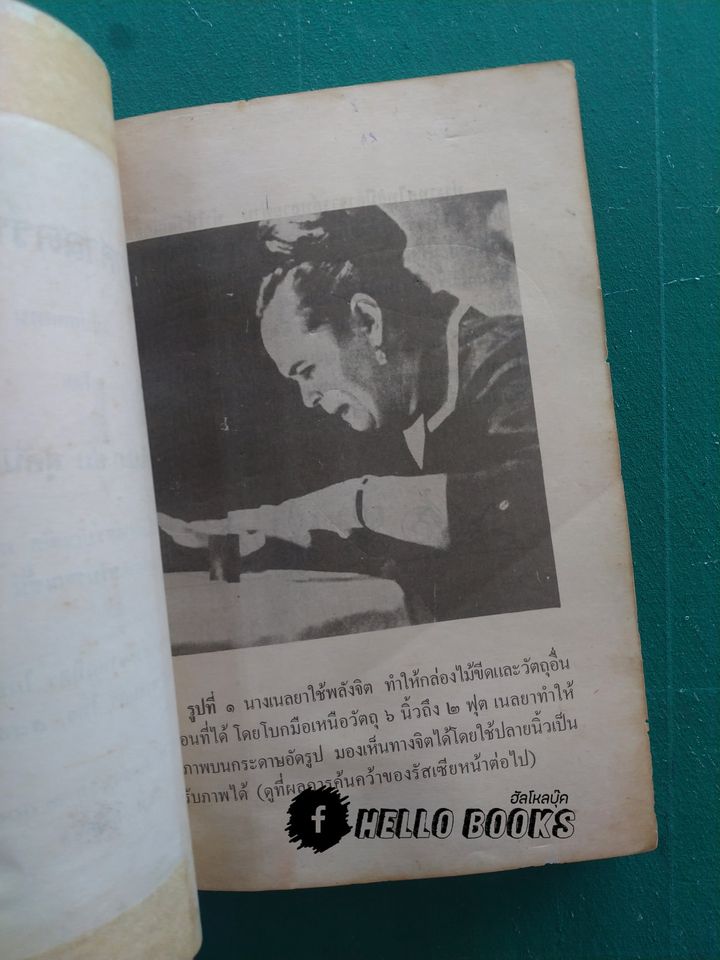 รูปที่ ๑ นางเนลยาใช้พลังจิต ทำให้กล่องไม้ขีดและวัตถุอื่น
อนที่ได้ โดยโบกมือเหนือวัตถุ ๖ นิ้วถึง ๒ ฟุต เนลยาทำให้
ภาพบนกระดาษอัดรูป มองเห็นทางจิตได้โดยใช้ปลายนิ้วเป็น
รับภาพได้ (ดูที่ผลการค้นคว้าของรัสเซียหน้าต่อไป)
ฮัลโหลบุ๊ค
f HELLO BOOKS